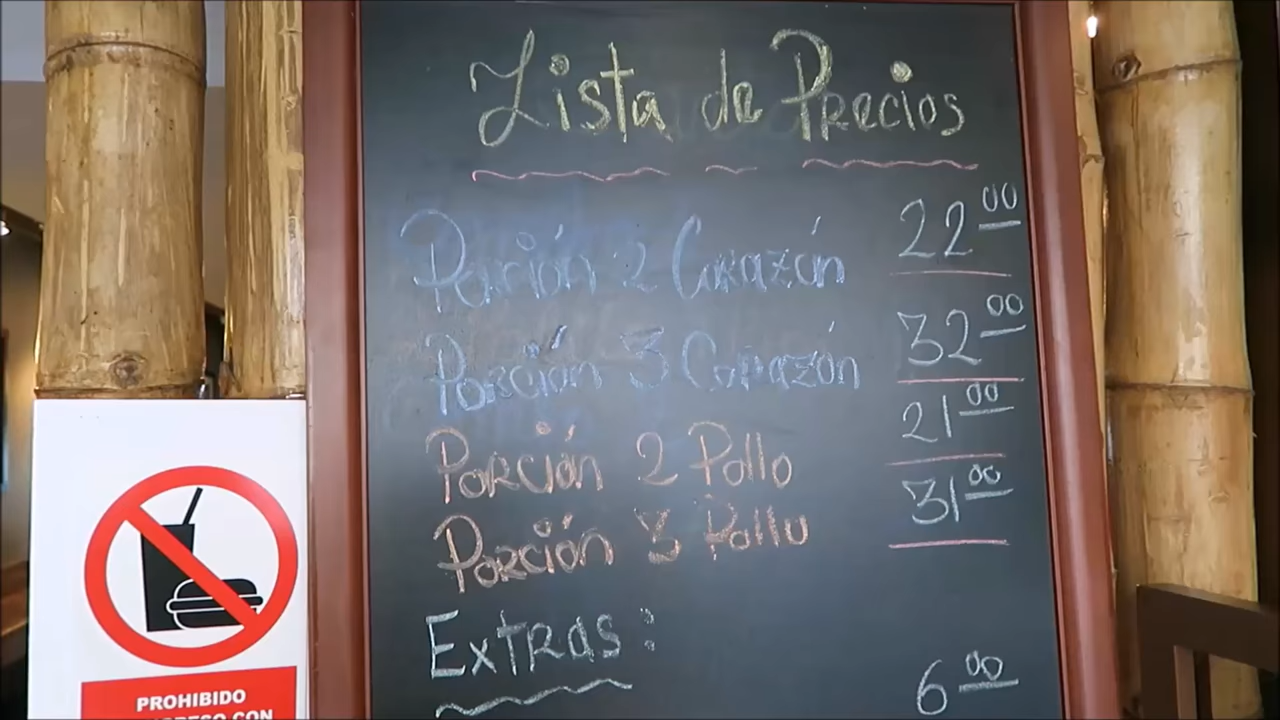 Lista de Precios
Porción 2 Corazón 22 00
Porción 3 Corazón 32 00
Porción 2 Pollo 21 00
Porción 3 Pollo 31 00
Extras:
6 00
PROHIBIDO
CON